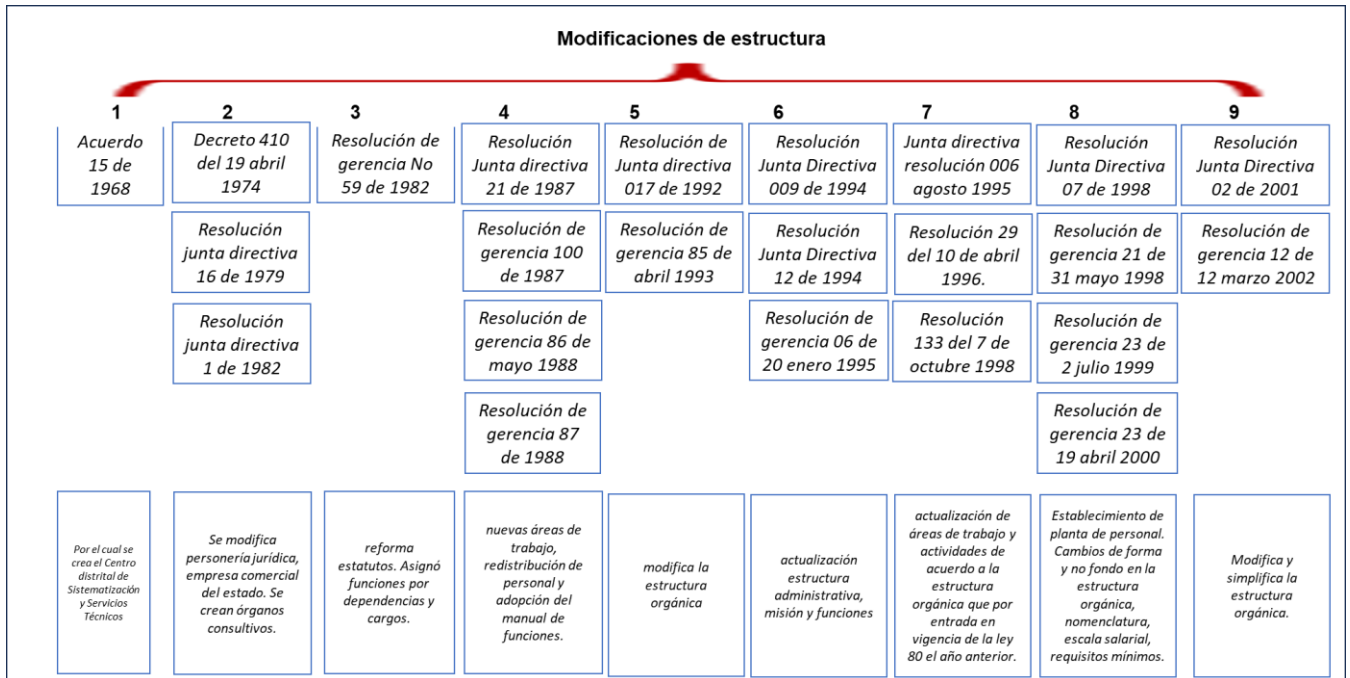 Modificaciones de estructura
1
2
3
4
5
6
7
8
9
Acuerdo
15 de
1968
Decreto 410
del 19 abril
1974
Resolución de
gerencia No
59 de 1982
Resolución
Junta directiva
21 de 1987
Resolución de
Junta directiva
017 de 1992
Resolución
Junta Directiva
009 de 1994
Junta directiva
resolución 006
agosto 1995
Resolución
Junta Directiva
07 de 1998
Resolución
Junta Directiva
02 de 2001
Resolución
junta directiva
16 de 1979
Resolución de
gerencia 100
de 1987
Resolución de
gerencia 85 de
abril 1993
Resolución
Junta Directiva
12 de 1994
Resolución 29
del 10 de abril
1996.
Resolución de
gerencia 21 de
31 mayo 1998
Resolución de
gerencia 12 de
12 marzo 2002
Resolución
junta directiva
1 de 1982
Resolución de
gerencia 86 de
mayo 1988
Resolución de
gerencia 06 de
20 enero 1995
Resolución
133 del 7 de
octubre 1998
Resolución de
gerencia 23 de
2 julio 1999
Resolución de
gerencia 87
de 1988
Resolución de
gerencia 23 de
19 abril 2000
Por el cual se
crea el Centro
distrital de
Sistematización
y Servicios
Técnicos
Se modifica
personería jurídica,
empresa comercial
del estado. Se
crean órganos
consultivos.
reforma
estatutos. Asignó
funciones por
dependencias y
cargos.
nuevas áreas de
trabajo,
redistribución de
personal y
adopción del
manual de
funciones.
modifica la
estructura
orgánica
actualización
estructura
administrativa,
misión y funciones
actualización de
áreas de trabajo y
actividades de
acuerdo a la
estructura
orgánica que por
entrada en
vigencia de la ley
80 el año anterior.
Establecimiento de
planta de personal.
Cambios de forma
y no fondo en la
estructura
orgánica,
nomenclatura,
escala salarial,
requisitos mínimos.
Modifica y
simplifica la
estructura
orgánica.